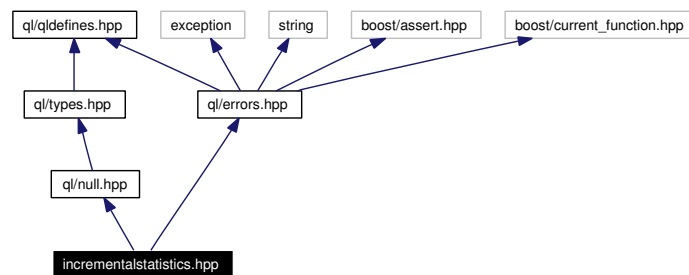 ql/qldefines.hpp
exception
string
boost/assert.hpp
boost/current_function.hpp
ql/types.hpp
ql/errors.hpp
ql/null.hpp
incrementalstatistics.hpp